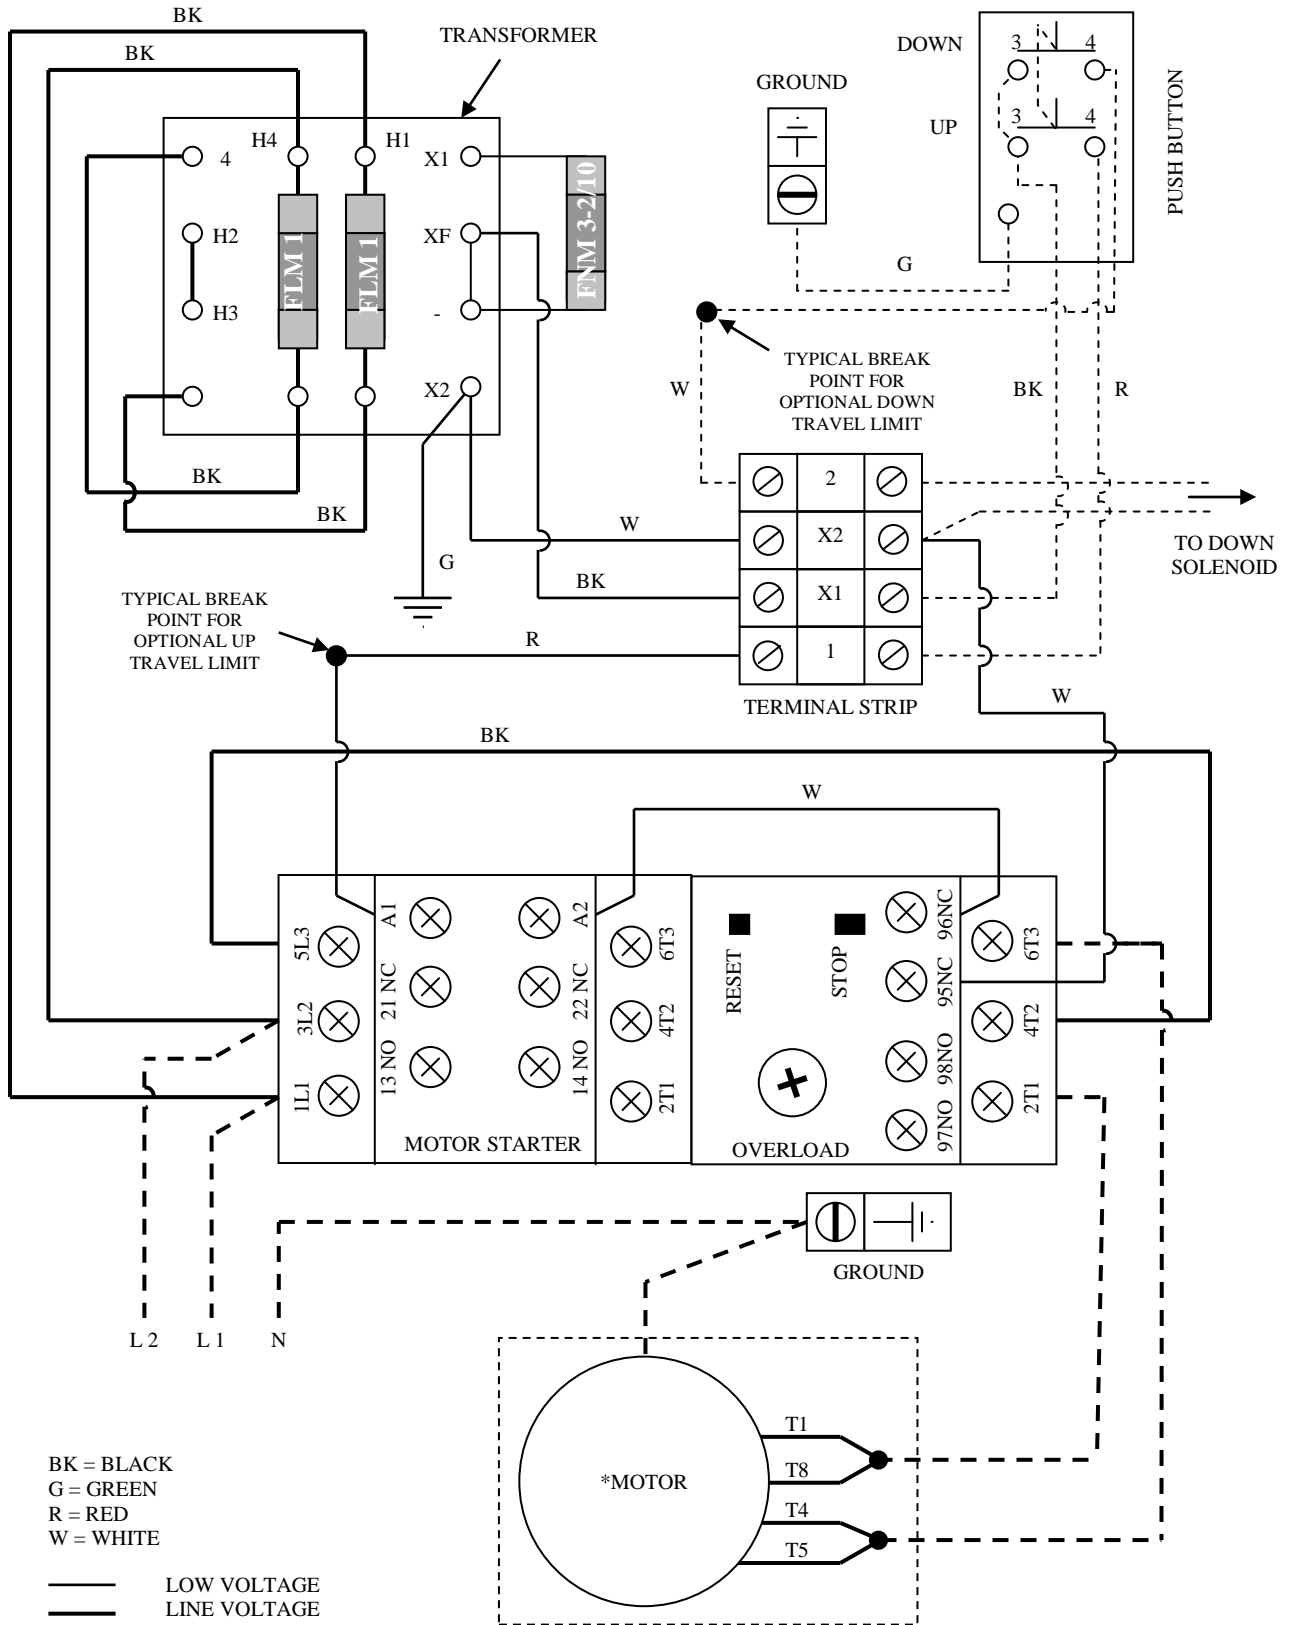 BK
TRANSFORMER
BK
DOWN
3
4
GROUND
UP
3
4
PUSH BUTTON
4
H4
H1
X1
H2
XF
H3
-
X2
FLM 1
FLM 1
FNM 3-2/10
G
TYPICAL BREAK
POINT FOR
OPTIONAL DOWN
TRAVEL LIMIT
W
BK
R
BK
BK
2
X2
X1
1
TERMINAL STRIP
TO DOWN
SOLENOID
W
G
BK
TYPICAL BREAK
POINT FOR
OPTIONAL UP
TRAVEL LIMIT
R
W
BK
W
5L3
3L2
1L1
A1
21 NC
13 NO
A2
22 NC
14 NO
6T3
4T2
2T1
MOTOR STARTER
RESET
STOP
96NC
95NC
98NO
97NO
6T3
4T2
2T1
OVERLOAD
GROUND
L 2
L 1
N
*MOTOR
T1
T8
T4
T5
BK = BLACK
G = GREEN
R = RED
W = WHITE
LOW VOLTAGE
LINE VOLTAGE